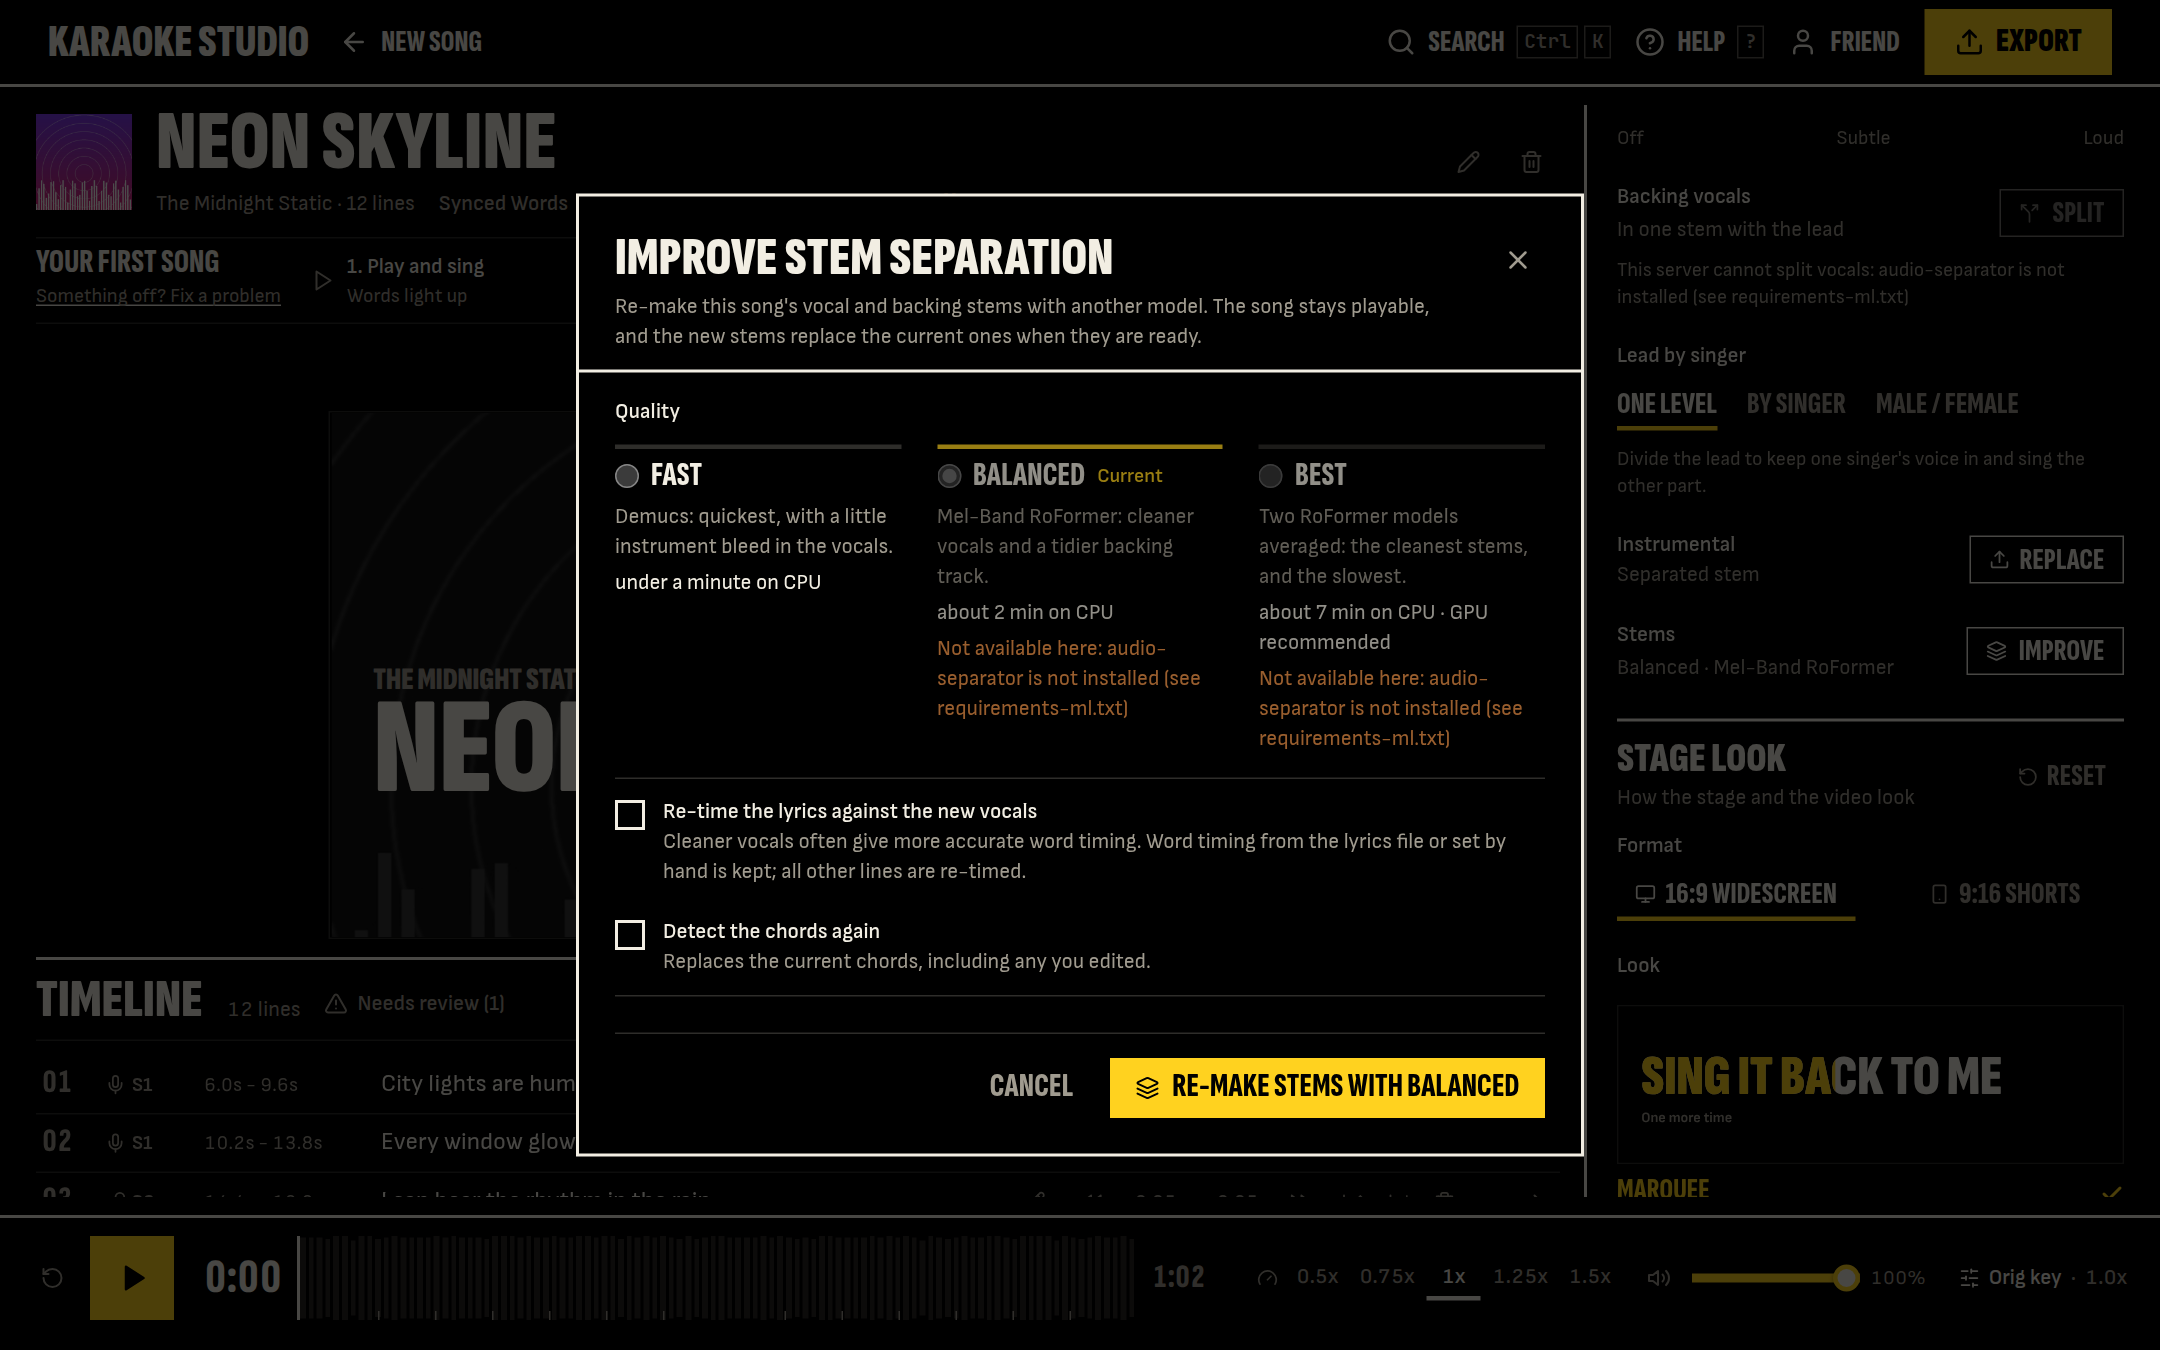 KARAOKE STUDIO
NEW SONG
SEARCH Ctrl K
HELP ?
FRIEND
EXPORT
NEON SKYLINE
The Midnight Static · 12 lines Synced Words
YOUR FIRST SONG
Something off? Fix a problem
1. Play and sing
Words light up
THE MIDNIGHT STAT
NEO
TIMELINE 12 lines Needs review (1)
01 S1 6.0s - 9.6s City lights are hum
02 S1 10.2s - 13.8s Every window glow
IMPROVE STEM SEPARATION
Re-make this song's vocal and backing stems with another model. The song stays playable,
and the new stems replace the current ones when they are ready.
Quality
FAST
Demucs: quickest, with a little
instrument bleed in the vocals.
under a minute on CPU
BALANCED Current
Mel-Band RoFormer: cleaner
vocals and a tidier backing
track.
about 2 min on CPU
Not available here: audio-
separator is not installed (see
requirements-ml.txt)
BEST
Two RoFormer models
averaged: the cleanest stems,
and the slowest.
about 7 min on CPU · GPU
recommended
Not available here: audio-
separator is not installed (see
requirements-ml.txt)
Re-time the lyrics against the new vocals
Cleaner vocals often give more accurate word timing. Word timing from the lyrics file or set by
hand is kept; all other lines are re-timed.
Detect the chords again
Replaces the current chords, including any you edited.
CANCEL
RE-MAKE STEMS WITH BALANCED
Off Subtle Loud
Backing vocals
In one stem with the lead
SPLIT
This server cannot split vocals: audio-separator is not
installed (see requirements-ml.txt)
Lead by singer
ONE LEVEL BY SINGER MALE / FEMALE
Divide the lead to keep one singer's voice in and sing the
other part.
Instrumental
Separated stem
REPLACE
Stems
Balanced · Mel-Band RoFormer
IMPROVE
STAGE LOOK
How the stage and the video look
RESET
Format
16:9 WIDESCREEN 9:16 SHORTS
Look
SING IT BACK TO ME
One more time
MARQUEE
0:00
1:02
0.5x 0.75x 1x 1.25x 1.5x
100%
Orig key · 1.0x